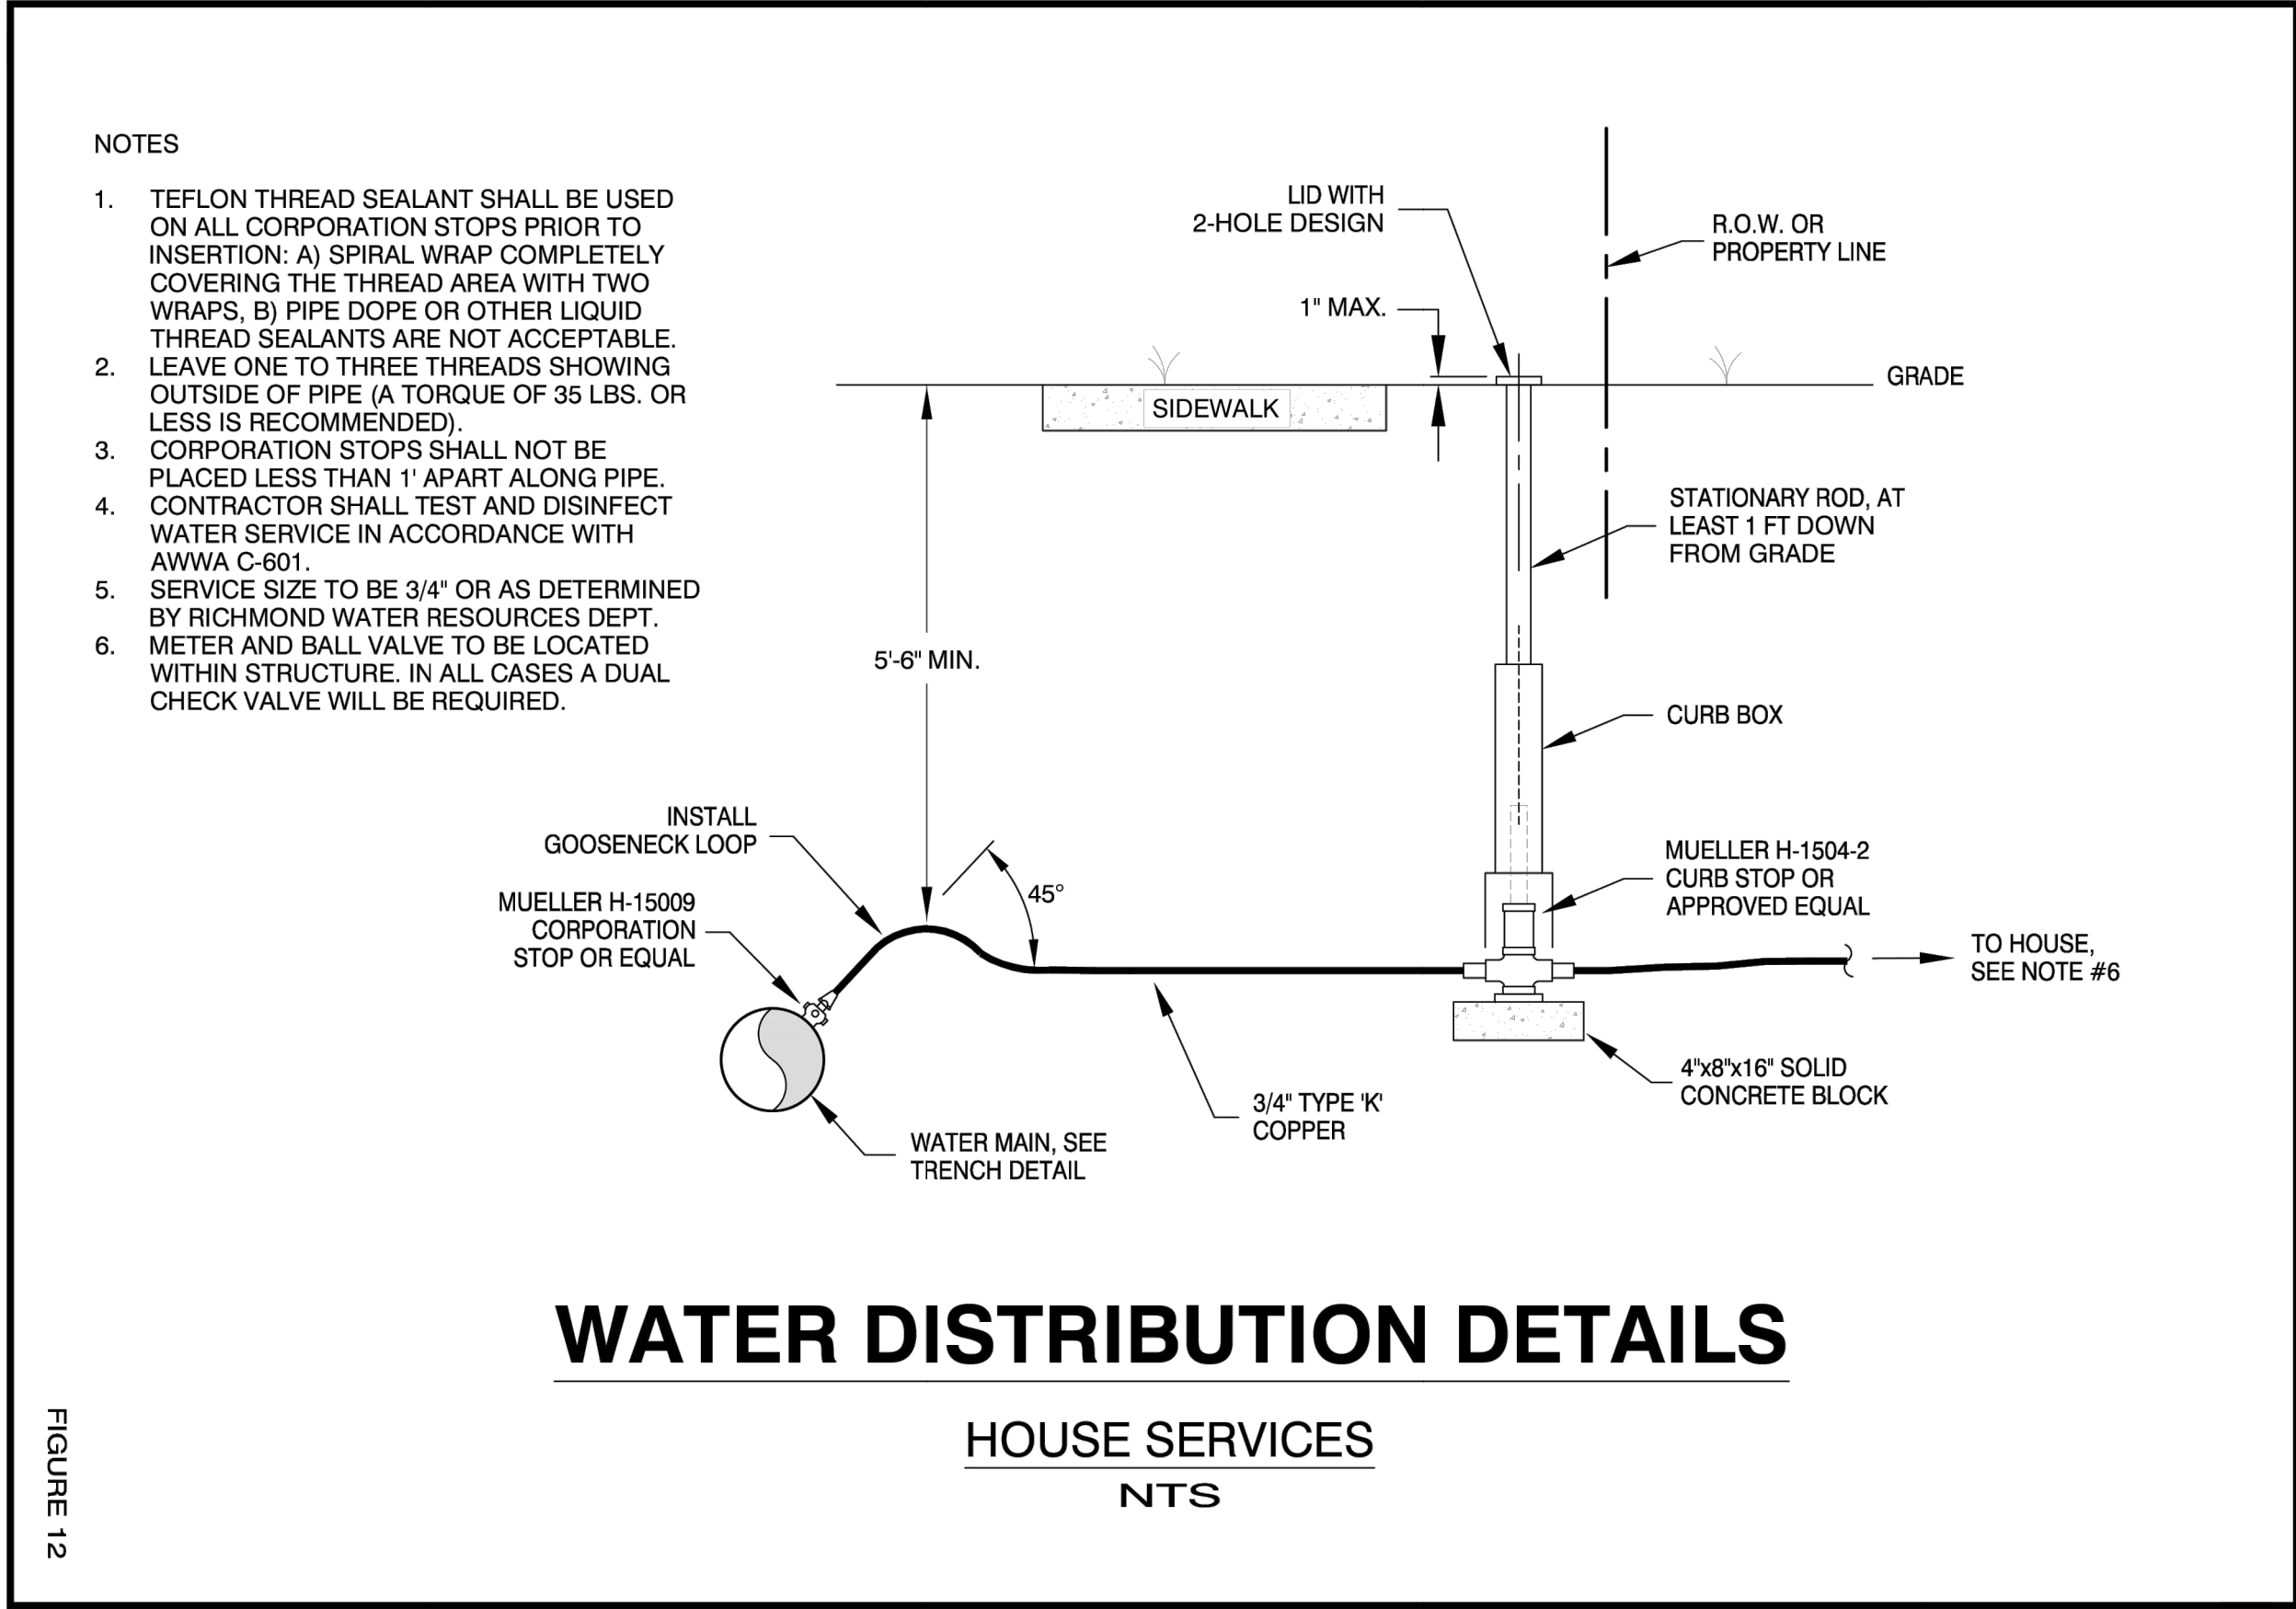 NOTES
1. TEFLON THREAD SEALANT SHALL BE USED
ON ALL CORPORATION STOPS PRIOR TO
INSERTION: A) SPIRAL WRAP COMPLETELY
COVERING THE THREAD AREA WITH TWO
WRAPS, B) PIPE DOPE OR OTHER LIQUID
THREAD SEALANTS ARE NOT ACCEPTABLE.
2. LEAVE ONE TO THREE THREADS SHOWING
OUTSIDE OF PIPE (A TORQUE OF 35 LBS. OR
LESS IS RECOMMENDED).
3. CORPORATION STOPS SHALL NOT BE
PLACED LESS THAN 1' APART ALONG PIPE.
4. CONTRACTOR SHALL TEST AND DISINFECT
WATER SERVICE IN ACCORDANCE WITH
AWWA C-601.
5. SERVICE SIZE TO BE 3/4" OR AS DETERMINED
BY RICHMOND WATER RESOURCES DEPT.
6. METER AND BALL VALVE TO BE LOCATED
WITHIN STRUCTURE. IN ALL CASES A DUAL
CHECK VALVE WILL BE REQUIRED.
LID WITH
2-HOLE DESIGN
R.O.W. OR
PROPERTY LINE
1" MAX.
GRADE
SIDEWALK
STATIONARY ROD, AT
LEAST 1 FT DOWN
FROM GRADE
5'-6" MIN.
CURB BOX
INSTALL
GOOSENECK LOOP
45°
MUELLER H-1504-2
CURB STOP OR
APPROVED EQUAL
MUELLER H-15009
CORPORATION
STOP OR EQUAL
TO HOUSE,
SEE NOTE #6
4"x8"x16" SOLID
CONCRETE BLOCK
3/4" TYPE 'K'
COPPER
WATER MAIN, SEE
TRENCH DETAIL
WATER DISTRIBUTION DETAILS
HOUSE SERVICES
NTS
FIGURE 12